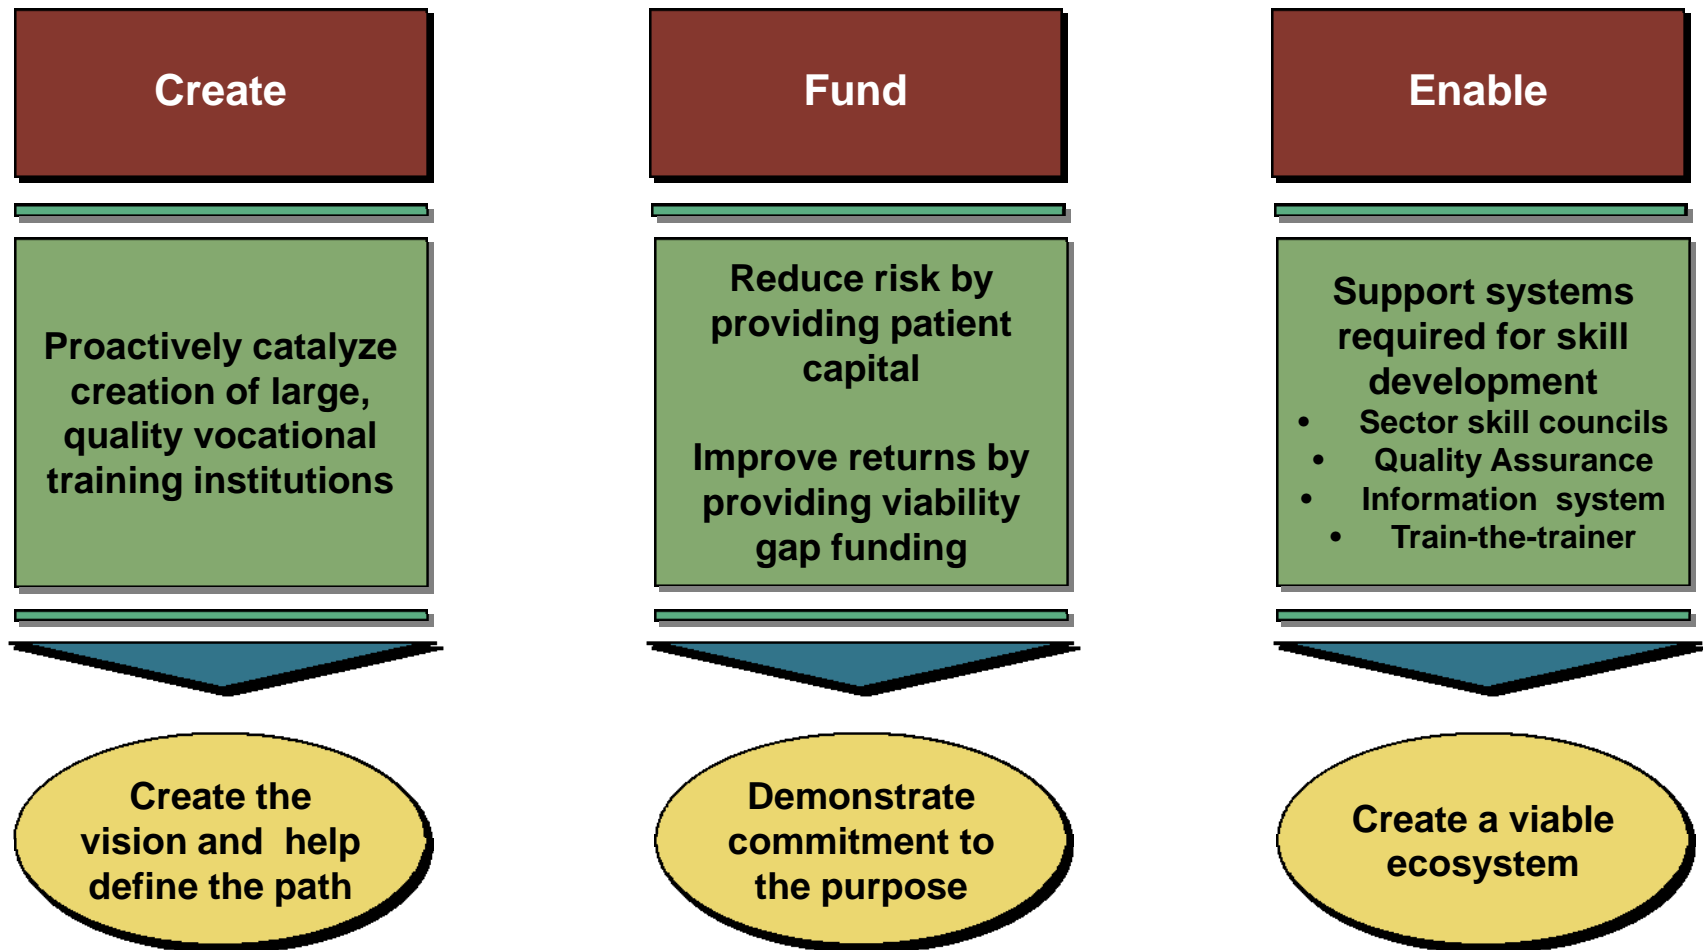 Create
Proactively catalyze
creation of large,
quality vocational
training institutions
Create the
vision and  help
define the path
Fund
Reduce risk by
providing patient
capital
Improve returns by
providing viability
gap funding
Demonstrate
commitment to
the purpose
Enable
Support systems
required for skill
development
• Sector skill councils
• Quality Assurance
• Information  system
• Train-the-trainer
Create a viable
ecosystem